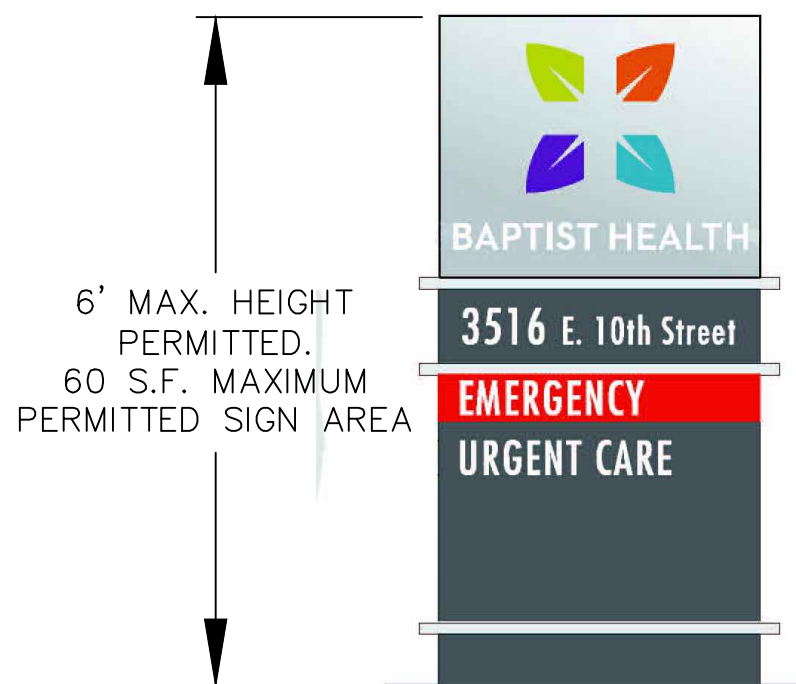 6' MAX. HEIGHT
PERMITTED.
60 S.F. MAXIMUM
PERMITTED SIGN AREA
BAPTIST HEALTH
3516 E. 10th Street
EMERGENCY
URGENT CARE